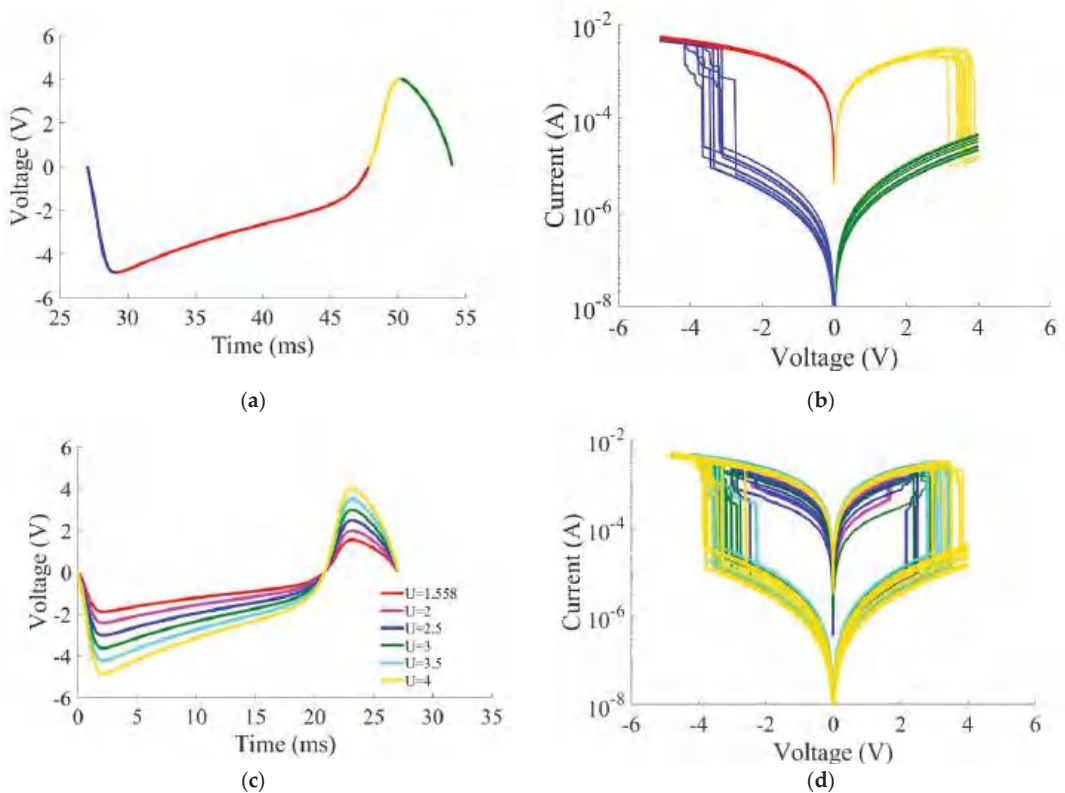 6
4
2
0
-2
-4
-6
Voltage (V)
25 30 35 40 45 50 55
Time (ms)
(a)
10-2
10-4
10-6
10-8
Current (A)
-6 -4 -2 0 2 4 6
Voltage (V)
(b)
6
4
2
0
-2
-4
-6
Voltage (V)
U=1.558
U=2
U=2.5
U=3
U=3.5
U=4
0 5 10 15 20 25 30 35
Time (ms)
(c)
10-2
10-4
10-6
10-8
Current (A)
-6 -4 -2 0 2 4 6
Voltage (V)
(d)